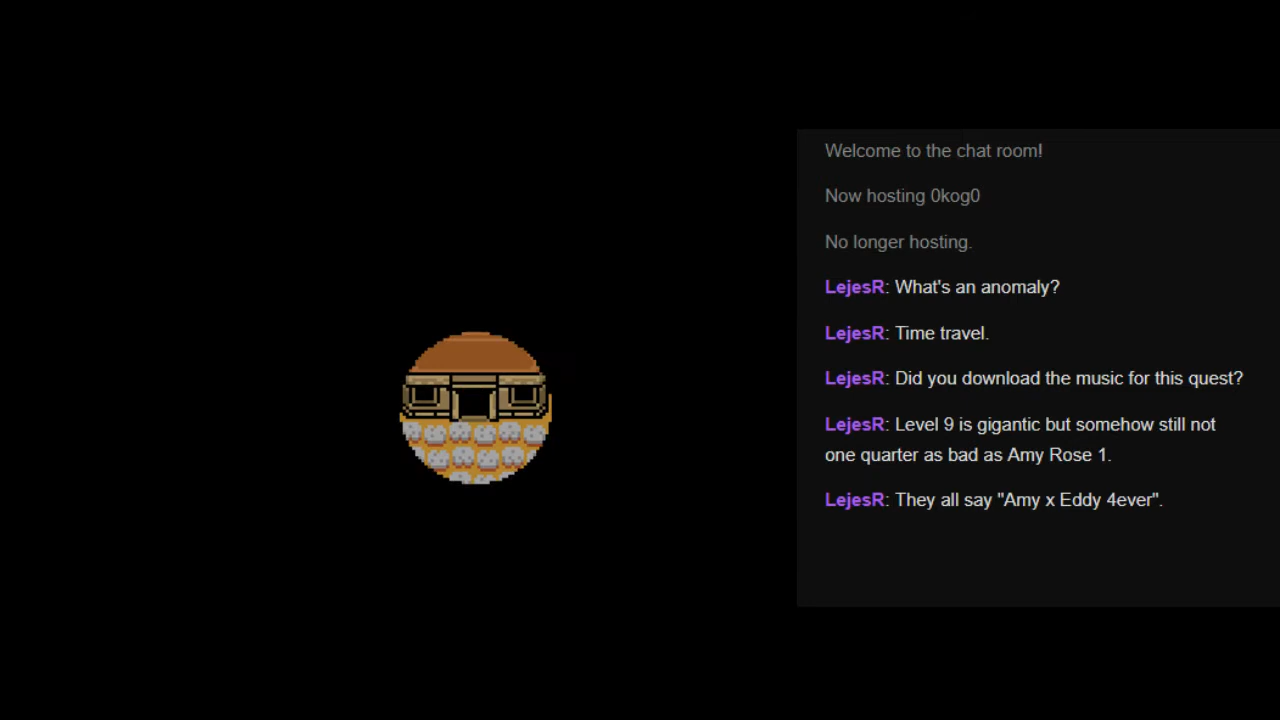 Welcome to the chat room!
Now hosting 0kog0
No longer hosting.
LejesR: What's an anomaly?
LejesR: Time travel.
LejesR: Did you download the music for this quest?
LejesR: Level 9 is gigantic but somehow still not
one quarter as bad as Amy Rose 1.
LejesR: They all say "Amy x Eddy 4ever".